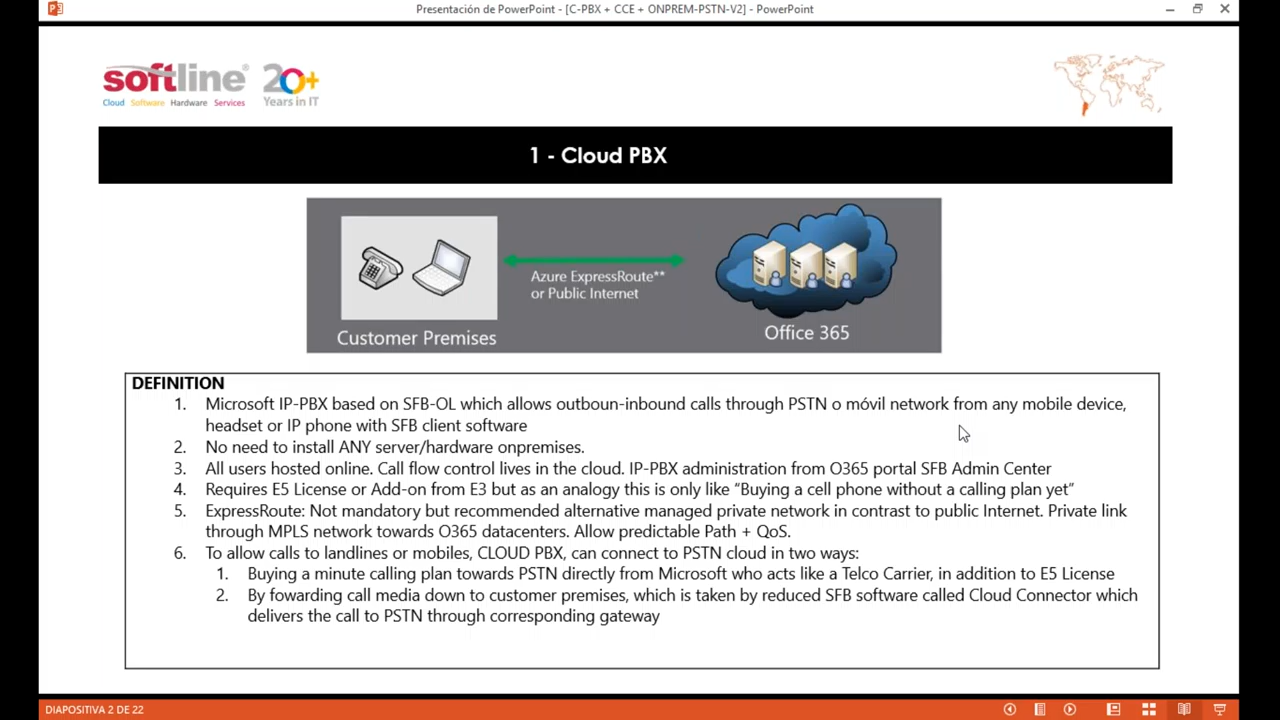 Presentación de PowerPoint - [C-PBX + CCE + ONPREM-PSTN-V2] - PowerPoint
softline® 20+
Cloud Software Hardware Services Years in IT
1 - Cloud PBX
Azure ExpressRoute**
or Public Internet
Customer Premises
Office 365
DEFINITION
1. Microsoft IP-PBX based on SFB-OL which allows outboun-inbound calls through PSTN o móvil network from any mobile device,
headset or IP phone with SFB client software
2. No need to install ANY server/hardware onpremises.
3. All users hosted online. Call flow control lives in the cloud. IP-PBX administration from O365 portal SFB Admin Center
4. Requires E5 License or Add-on from E3 but as an analogy this is only like “Buying a cell phone without a calling plan yet”
5. ExpressRoute: Not mandatory but recommended alternative managed private network in contrast to public Internet. Private link
through MPLS network towards O365 datacenters. Allow predictable Path + QoS.
6. To allow calls to landlines or mobiles, CLOUD PBX, can connect to PSTN cloud in two ways:
1. Buying a minute calling plan towards PSTN directly from Microsoft who acts like a Telco Carrier, in addition to E5 License
2. By fowarding call media down to customer premises, which is taken by reduced SFB software called Cloud Connector which
delivers the call to PSTN through corresponding gateway
DIAPOSITIVA 2 DE 22